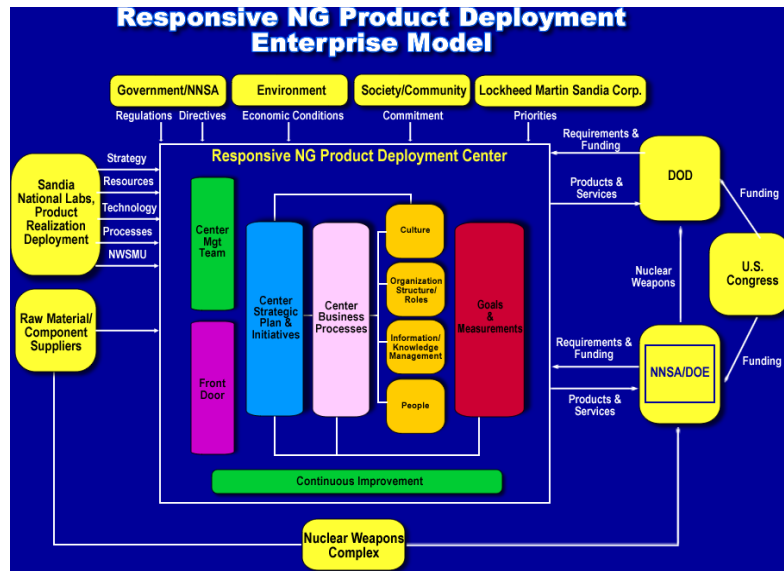 Responsive NG Product Deployment
Enterprise Model
Government/NNSA
Environment
Society/Community
Lockheed Martin Sandia Corp.
Regulations
Directives
Economic Conditions
Commitment
Priorities
Responsive NG Product Deployment Center
Sandia
National Labs,
Product
Realization
Deployment
Strategy
Resources
Technology
Processes
NWSMU
Raw Material/
Component
Suppliers
Center
Mgt
Team
Front
Door
Center
Strategic
Plan &
Initiatives
Center
Business
Processes
Culture
Organization
Structure/
Roles
Information/
Knowledge
Management
People
Goals
&
Measurements
Continuous Improvement
Requirements &
Funding
Products &
Services
DOD
Funding
U.S.
Congress
Nuclear
Weapons
Funding
Requirements &
Funding
Products &
Services
NNSA/DOE
Nuclear Weapons
Complex